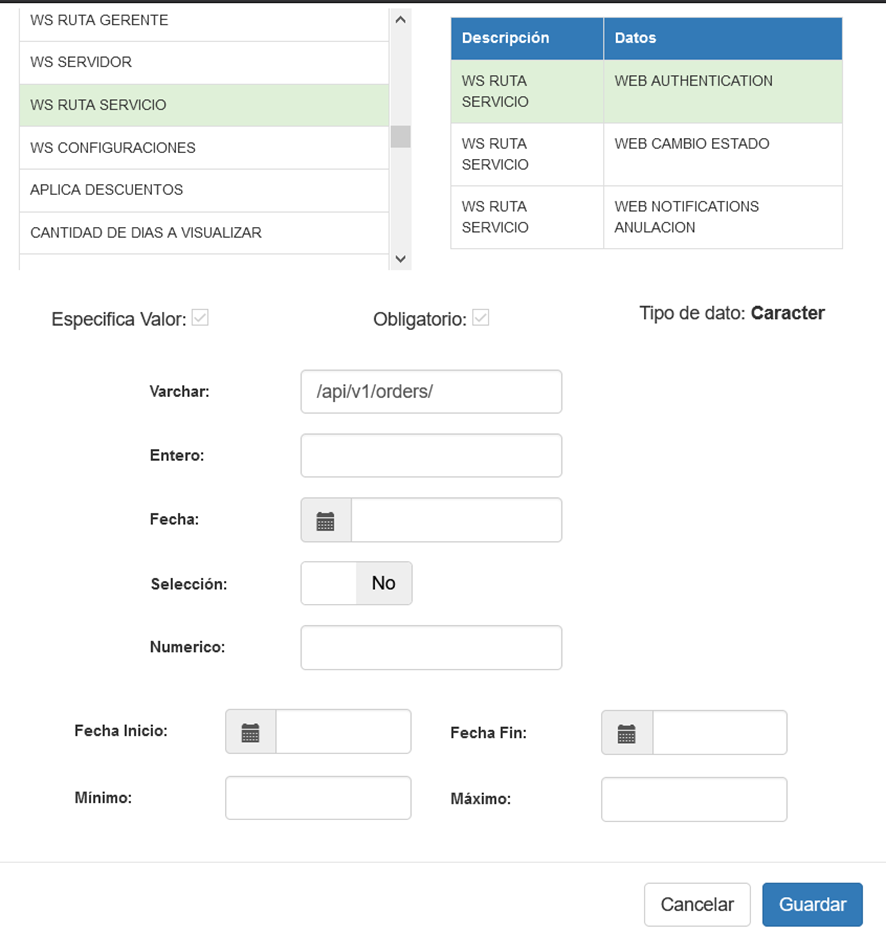 WS RUTA GERENTE
WS SERVIDOR
WS RUTA SERVICIO
WS CONFIGURACIONES
APLICA DESCUENTOS
CANTIDAD DE DIAS A VISUALIZAR
Descripción Datos
WS RUTA WEB AUTHENTICATION
SERVICIO
WS RUTA WEB CAMBIO ESTADO
SERVICIO
WS RUTA WEB NOTIFICATIONS
SERVICIO ANULACION
Especifica Valor: Obligatorio: Tipo de dato: Caracter
Varchar: /api/v1/orders/
Entero:
Fecha:
Selección: No
Numerico:
Fecha Inicio: Fecha Fin:
Mínimo: Máximo:
Cancelar Guardar